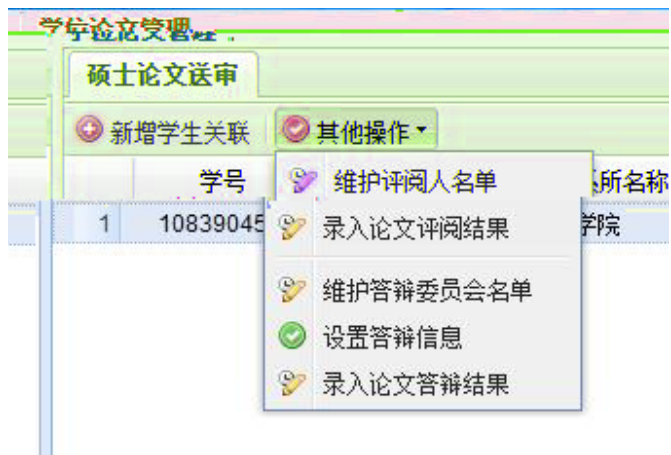 学位论文管理
硕士论文送审
新增学生关联 其他操作
学号 所名称
1 10839045 学院
维护评阅人名单
录入论文评阅结果
维护答辩委员会名单
设置答辩信息
录入论文答辩结果